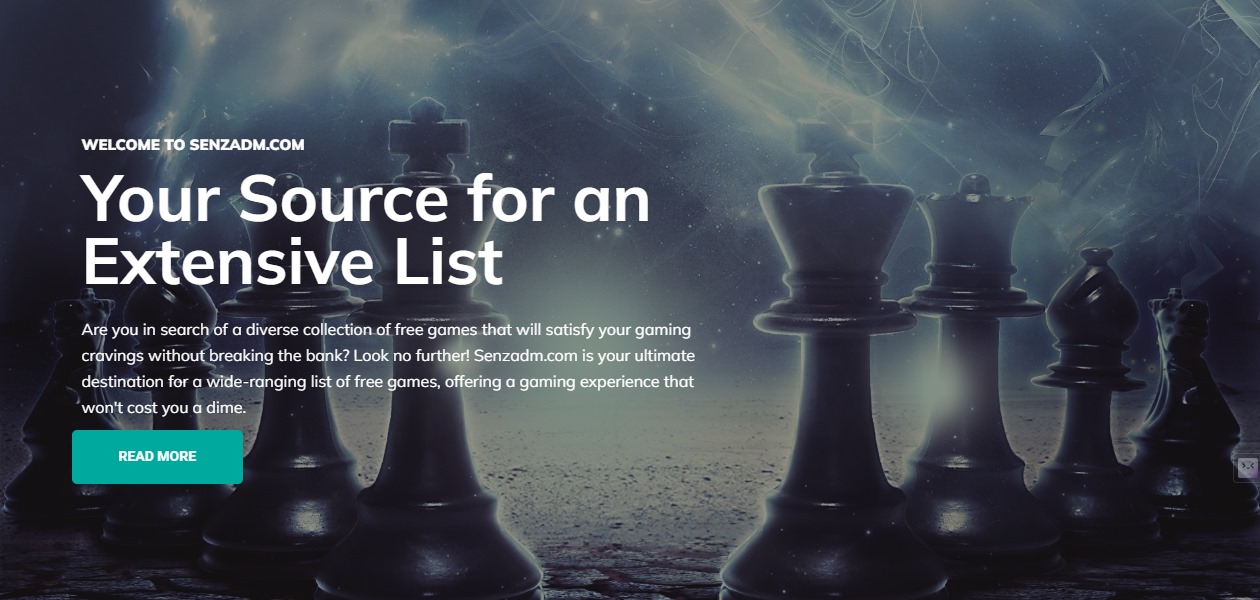 WELCOME TO SENZADM.COM
Your Source for an
Extensive List
Are you in search of a diverse collection of free games that will satisfy your gaming
cravings without breaking the bank? Look no further! Senzadm.com is your ultimate
destination for a wide-ranging list of free games, offering a gaming experience that
won't cost you a dime.
READ MORE